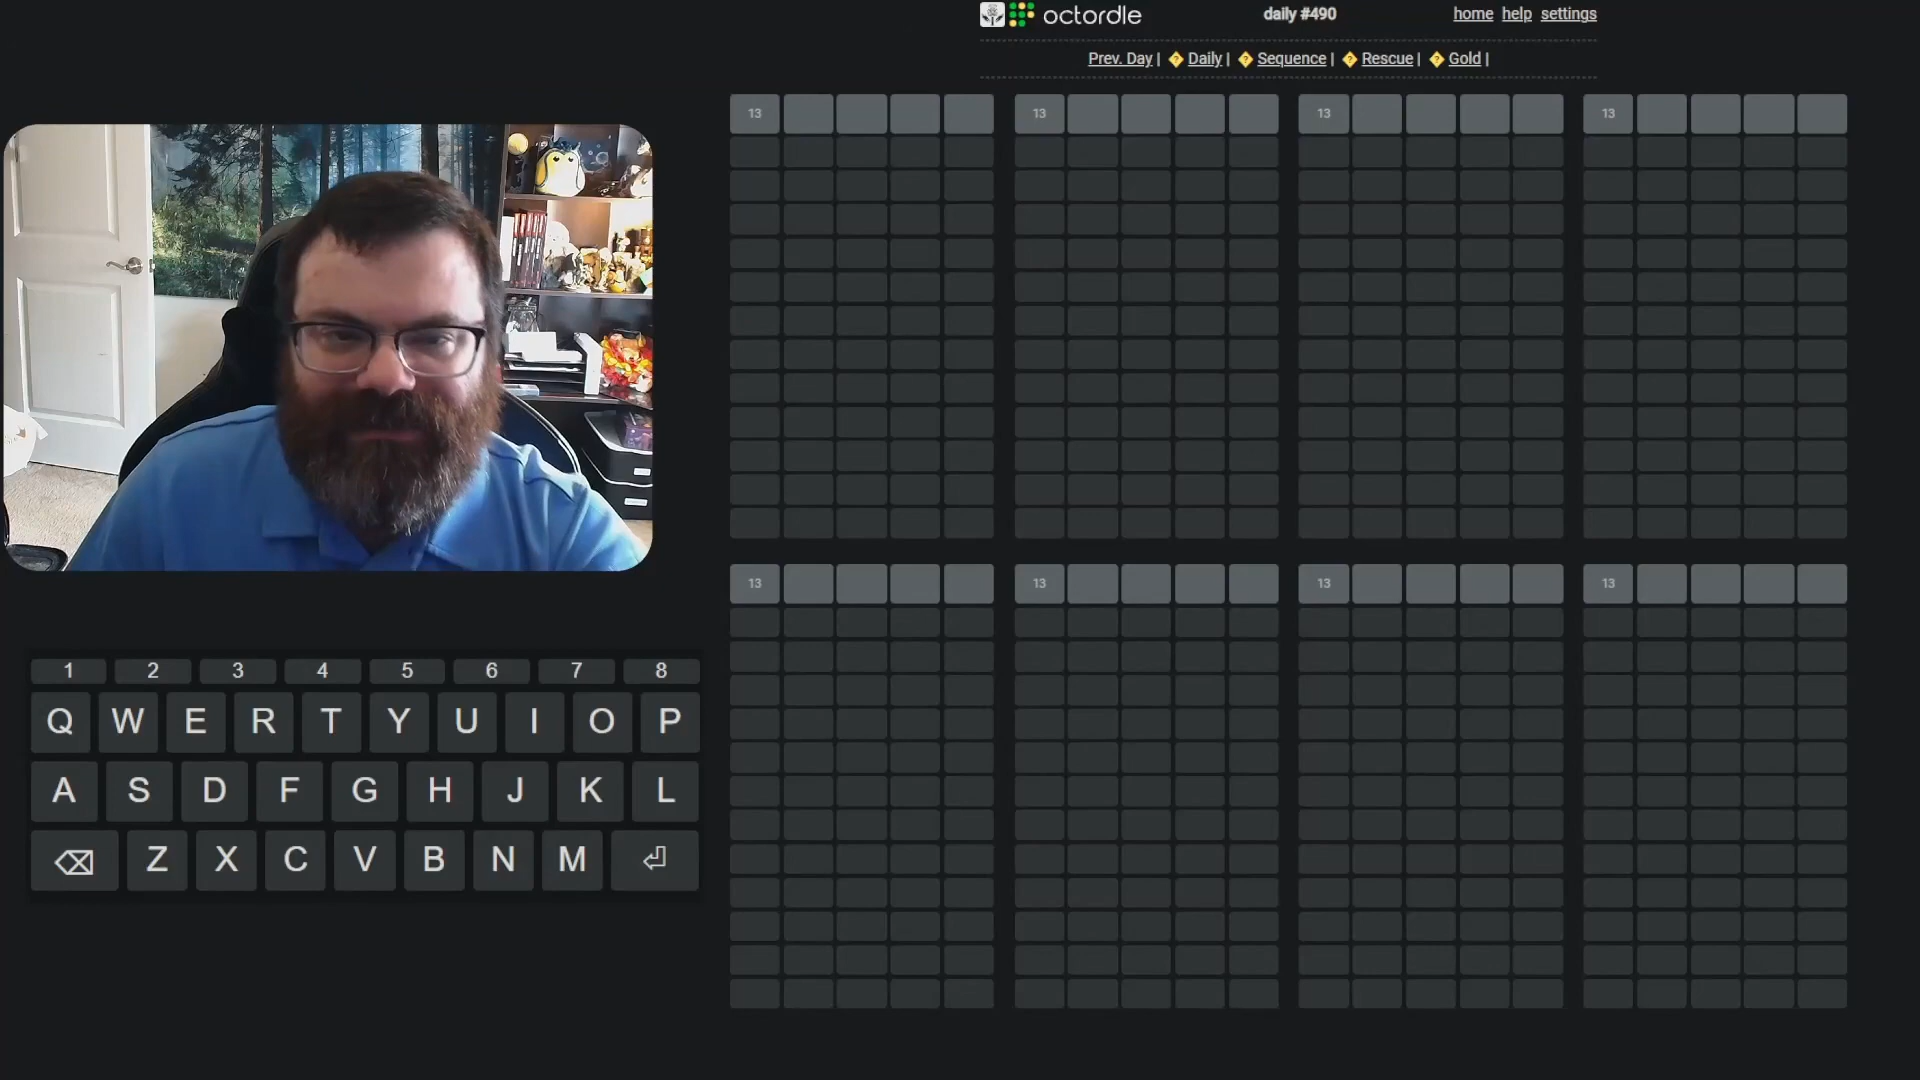 octordle daily #490 home help settings
Prev. Day | Daily | Sequence | Rescue | Gold |
13 13 13 13
13 13 13 13
1 2 3 4 5 6 7 8
Q W E R T Y U I O P
A S D F G H J K L
Z X C V B N M